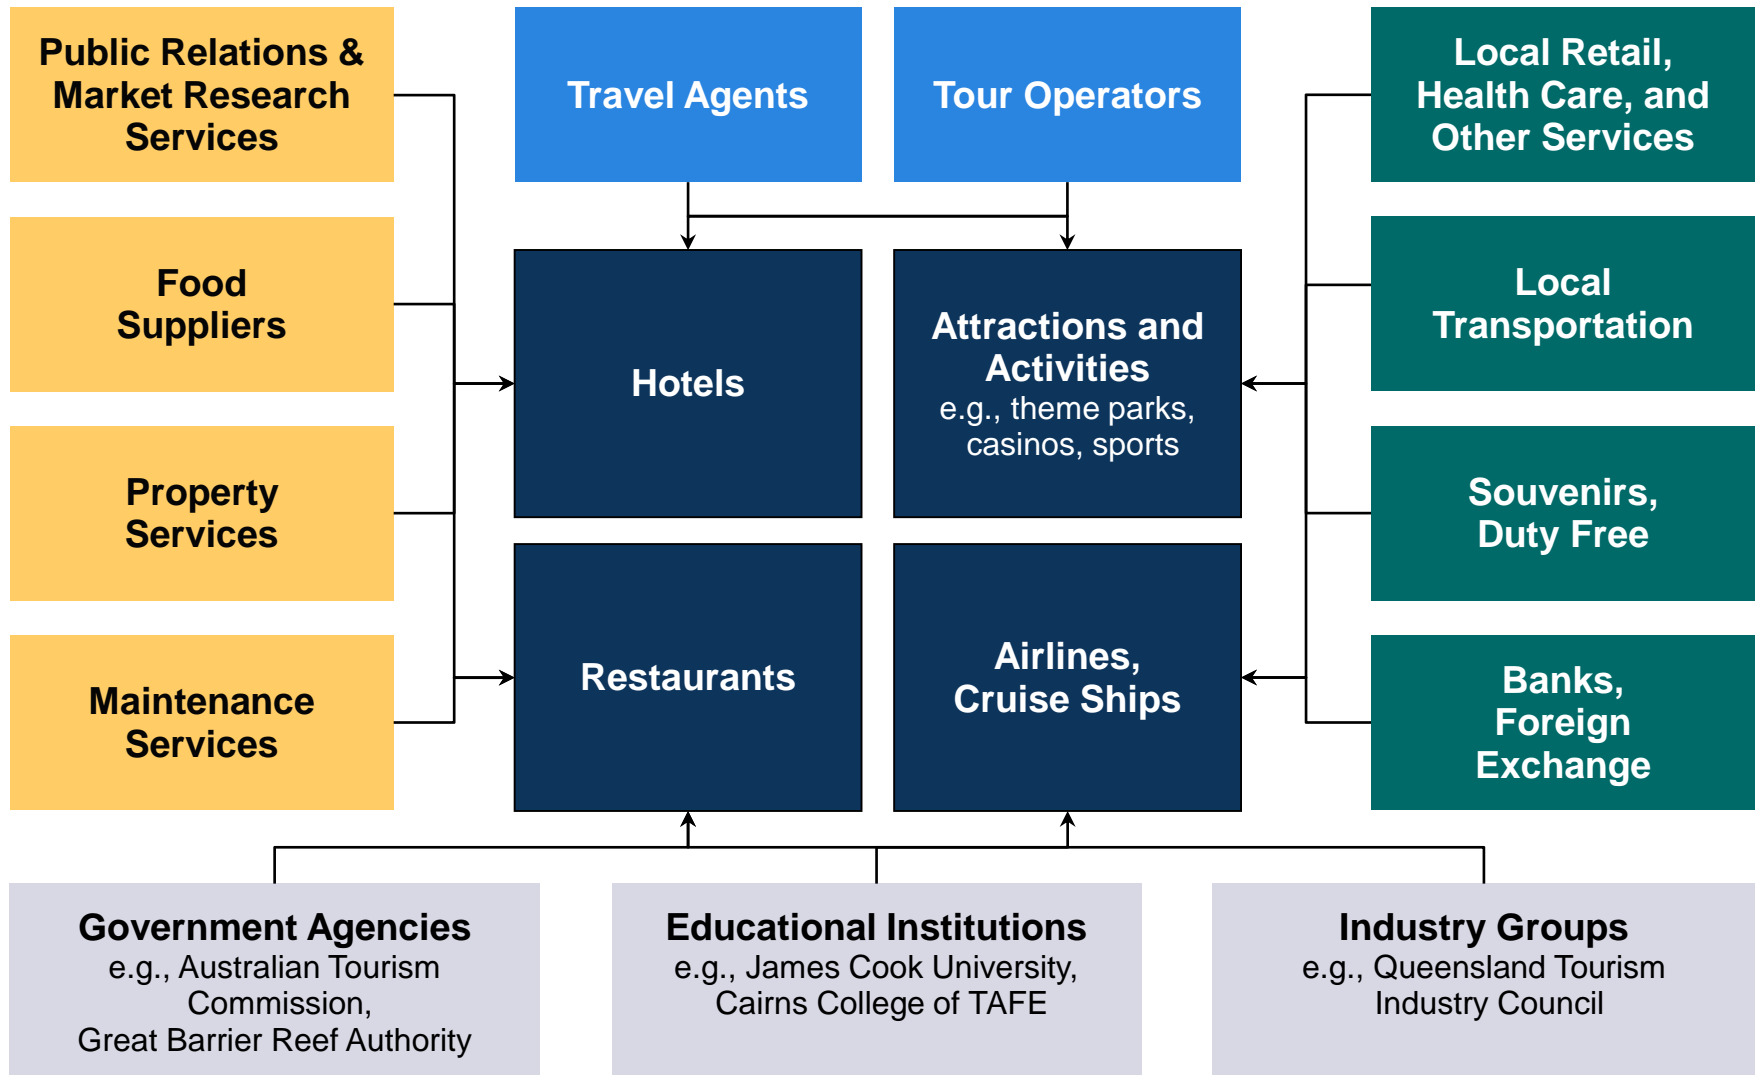 Public Relations &
Market Research
Services
Travel Agents
Tour Operators
Local Retail,
Health Care, and
Other Services
Food
Suppliers
Local
Transportation
Hotels
Attractions and
Activities
e.g., theme parks,
casinos, sports
Property
Services
Souvenirs,
Duty Free
Maintenance
Services
Restaurants
Airlines,
Cruise Ships
Banks,
Foreign
Exchange
Government Agencies
e.g., Australian Tourism
Commission,
Great Barrier Reef Authority
Educational Institutions
e.g., James Cook University,
Cairns College of TAFE
Industry Groups
e.g., Queensland Tourism
Industry Council